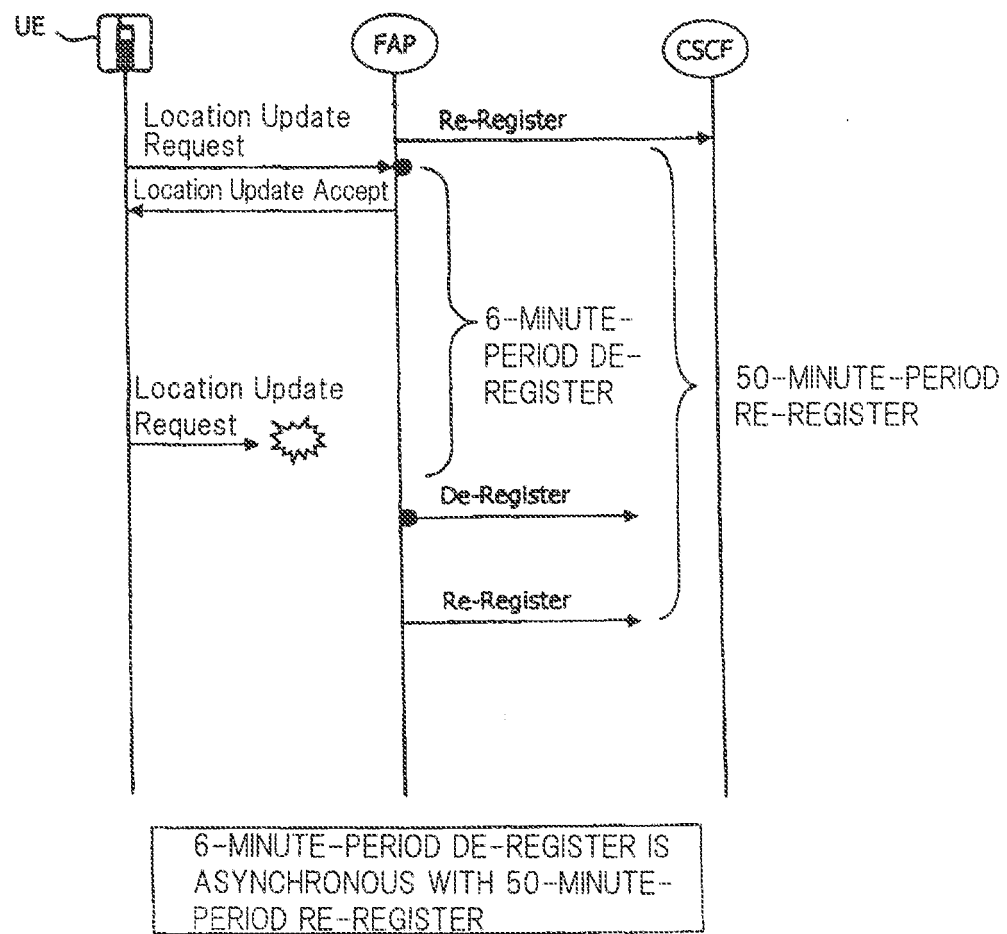 UE
FAP
CSCF
Re-Register
Location Update
Request
Location Update Accept
6-MINUTE-
PERIOD DE-
REGISTER
50-MINUTE-PERIOD
RE-REGISTER
Location Update
Request
De-Register
Re-Register
6-MINUTE-PERIOD DE-REGISTER IS
ASYNCHRONOUS WITH 50-MINUTE-
PERIOD RE-REGISTER